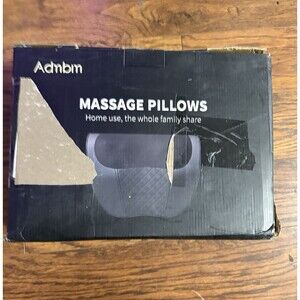 Admbm
MASSAGE PILLOWS
Home use, the whole family share